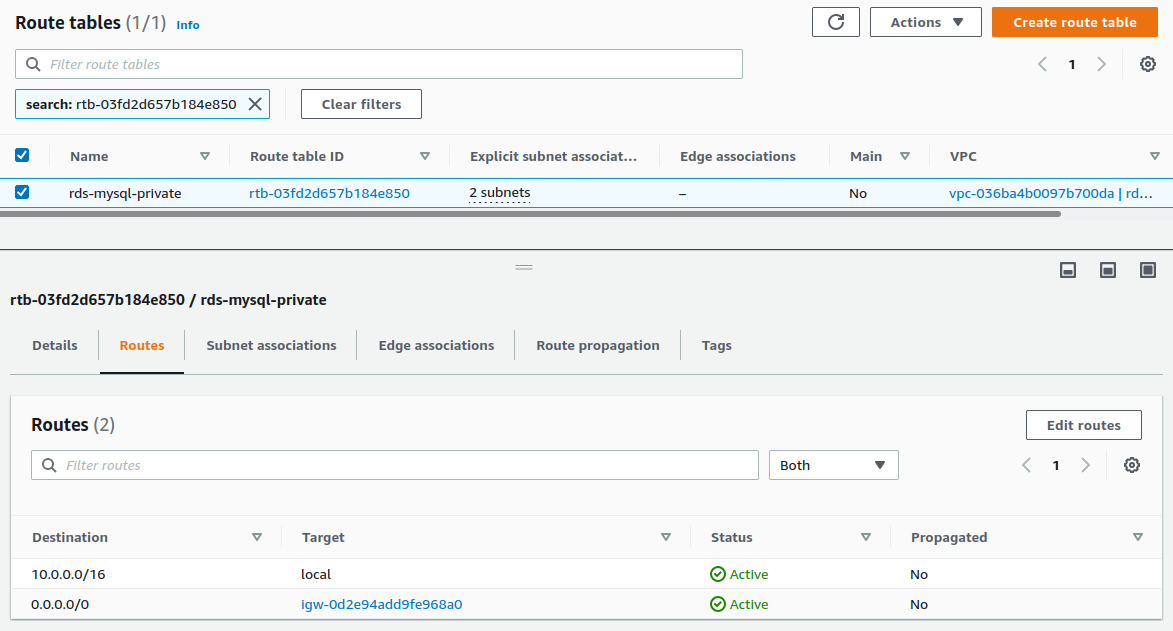 Route tables (1/1) Info Actions Create route table
Filter route tables 1
search: rtb-03fd2d657b184e850 Clear filters
Name Route table ID Explicit subnet associat... Edge associations Main VPC
rds-mysql-private rtb-03fd2d657b184e850 2 subnets – No vpc-036ba4b0097b700da | rd...
rtb-03fd2d657b184e850 / rds-mysql-private
Details Routes Subnet associations Edge associations Route propagation Tags
Routes (2) Edit routes
Filter routes Both 1
Destination Target Status Propagated
10.0.0.0/16 local Active No
0.0.0.0/0 igw-0d2e94add9fe968a0 Active No